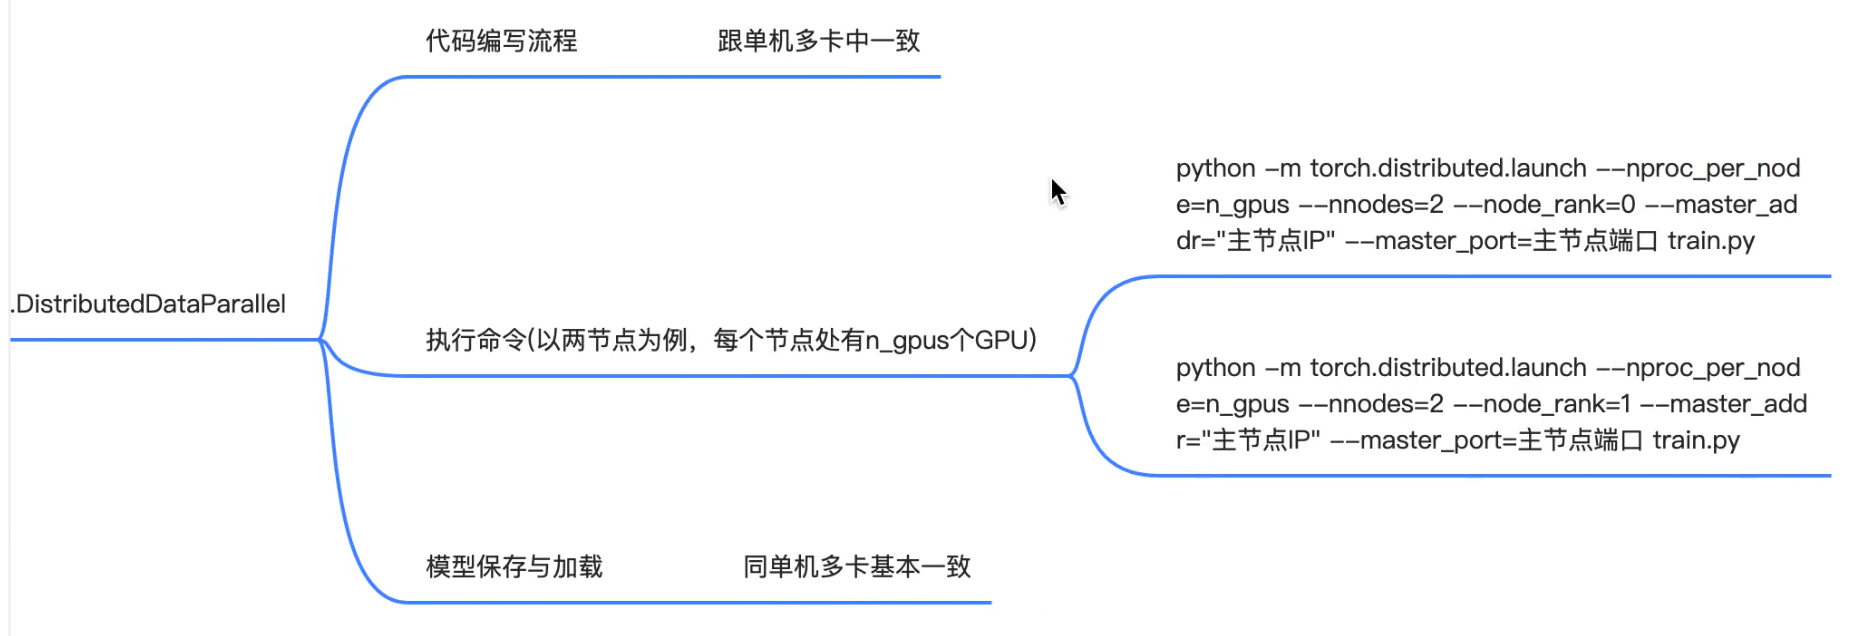 代码编写流程 跟单机多卡中一致
python -m torch.distributed.launch --nproc_per_nod
e=n_gpus --nnodes=2 --node_rank=0 --master_ad
dr="主节点IP" --master_port=主节点端口 train.py
.DistributedDataParallel
执行命令(以两节点为例，每个节点处有n_gpus个GPU)
python -m torch.distributed.launch --nproc_per_nod
e=n_gpus --nnodes=2 --node_rank=1 --master_add
r="主节点IP" --master_port=主节点端口 train.py
模型保存与加载 同单机多卡基本一致